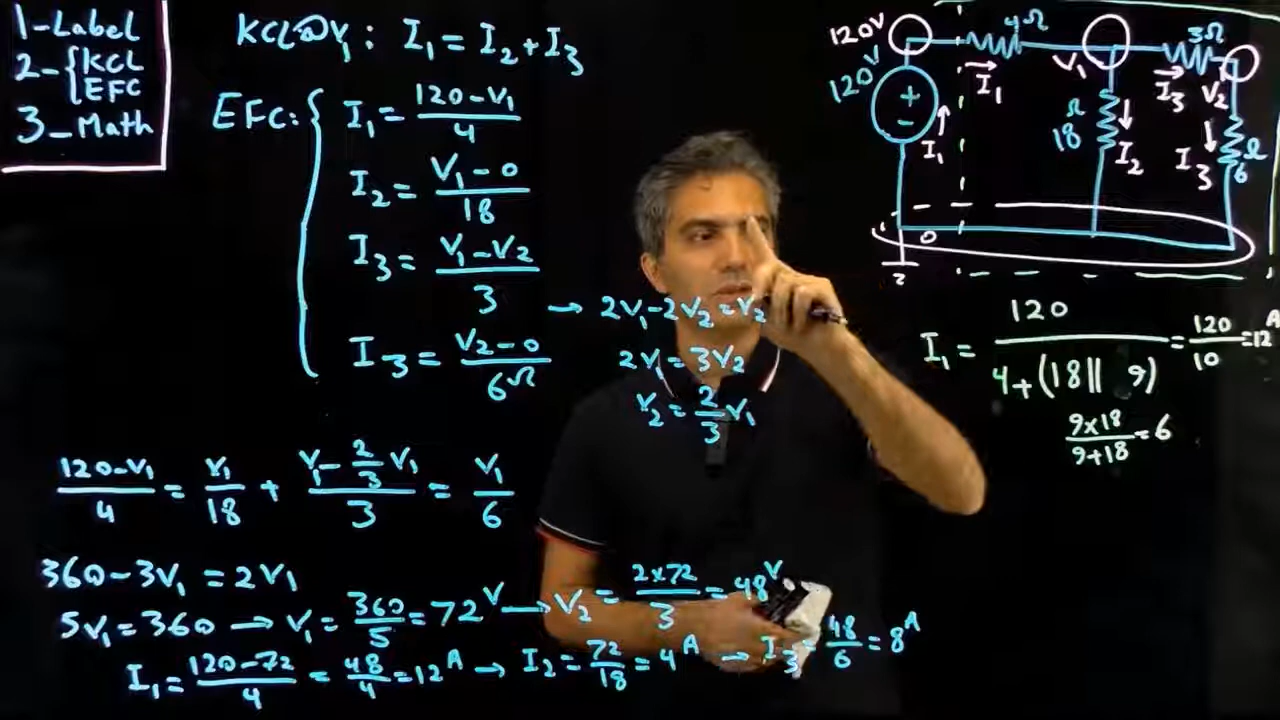 1-Label
2-{KCL
EFC
3-Math
KCL@V₁: I₁ = I₂ + I₃
EFC: {
I₁ = (120-V₁)/4
I₂ = (V₁-0)/18
I₃ = (V₁-V₂)/3
→ 2V₁-2V₂ = V₂
I₃ = (V₂-0)/6Ω
2V₁ = 3V₂
V₂ = 2/3 V₁
(120-V₁)/4 = V₁/18 + (V₁ - 2/3 V₁)/3 = V₁/6
360-3V₁ = 2V₁
5V₁ = 360 → V₁ = 360/5 = 72ⱽ → V₂ = (2×72)/3 = 48ⱽ
I₁ = (120-72)/4 = 48/4 = 12ᴬ → I₂ = 72/18 = 4ᴬ → I₃ = 48/6 = 8ᴬ
120V
4Ω
3Ω
120V
+
-
I₁
I₁
V₁
I₃
V₂
18 Ω
I₂
I₃
6 Ω
0
I₁ = 120/(4+(18||9)) = 120/10 = 12ᴬ
(9×18)/(9+18) = 6